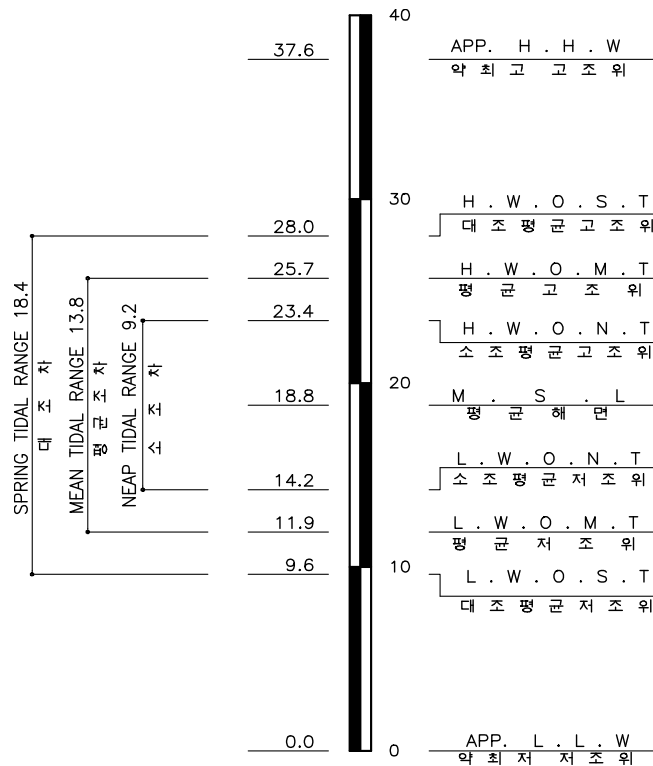 40
37.6
APP. H . H . W
약 최 고 고 조 위
30
H . W . O . S . T
28.0
대 조 평 균 고 조 위
25.7
H . W . O . M . T
평 균 고 조 위
23.4
H . W . O . N . T
소 조 평 균 고 조 위
20
18.8
M . S . L
평 균 해 면
L . W . O . N . T
14.2
소 조 평 균 저 조 위
11.9
L . W . O . M . T
평 균 저 조 위
10
9.6
L . W . O . S . T
대 조 평 균 저 조 위
0.0
0
APP. L . L . W
약 최 저 저 조 위
SPRING TIDAL RANGE 18.4
대 조 차
MEAN TIDAL RANGE 13.8
평 균 조 차
NEAP TIDAL RANGE 9.2
소 조 차